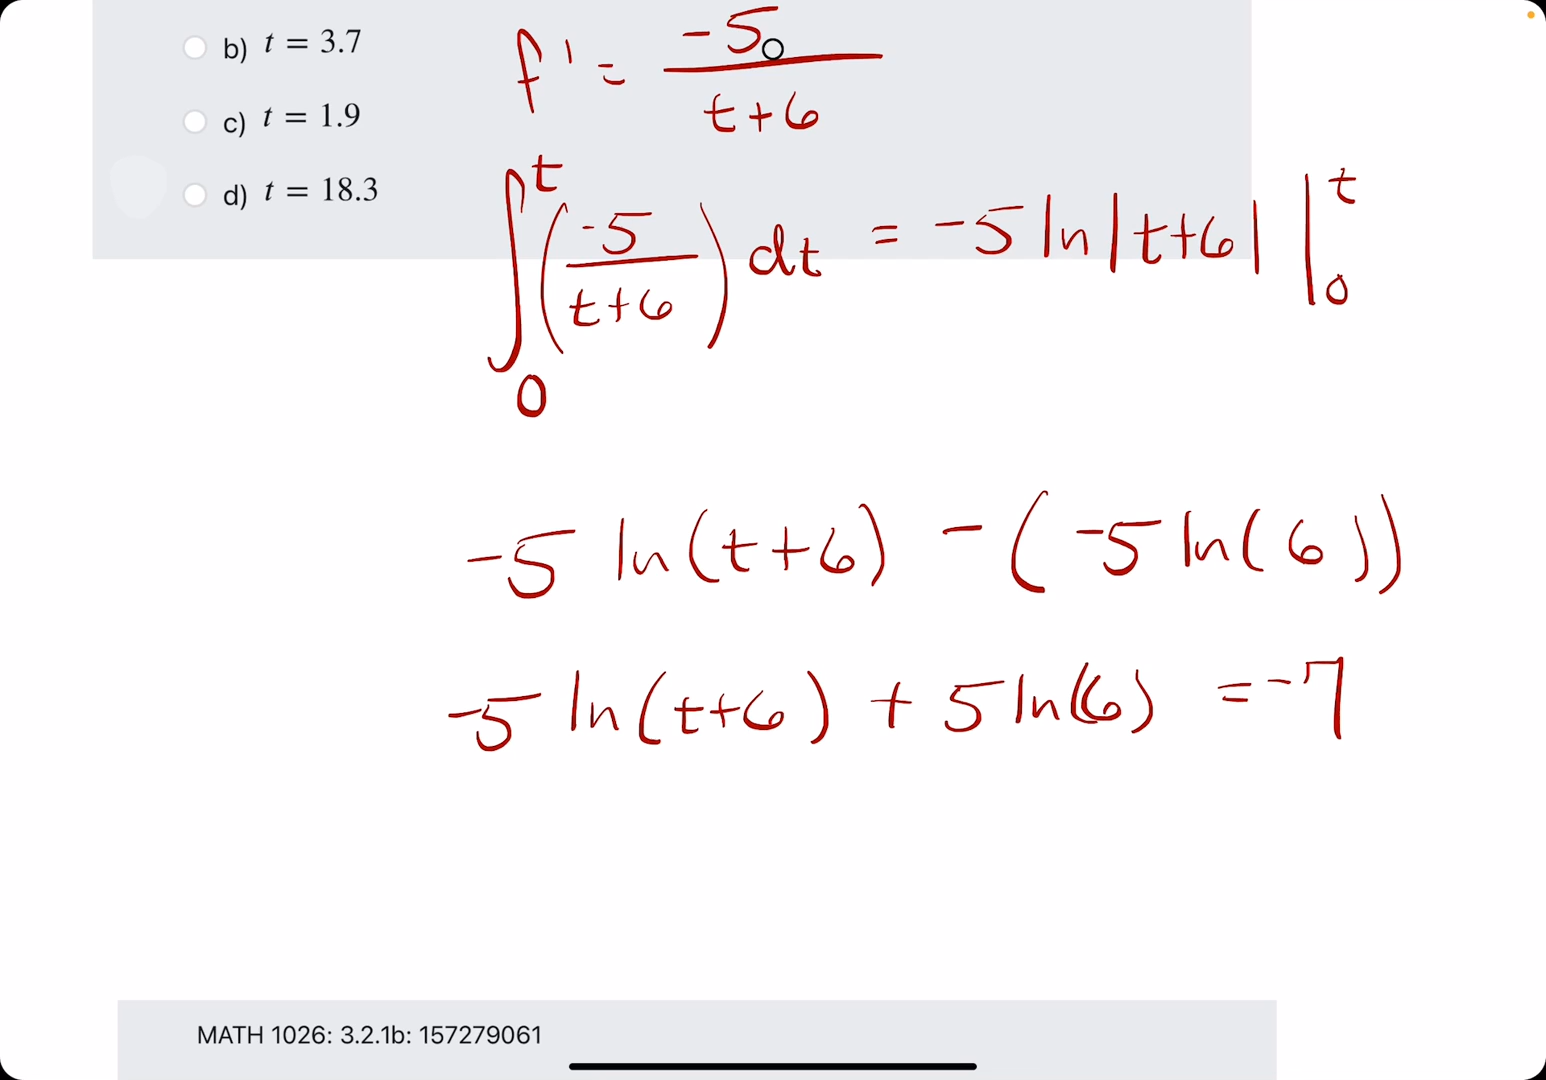 b) t = 3.7
c) t = 1.9
d) t = 18.3
f' = -5/(t+6)
∫₀ᵗ (-5/(t+6)) dt = -5 ln|t+6| |₀ᵗ
-5 ln(t+6) - (-5 ln(6))
-5 ln(t+6) + 5 ln(6) = -7
MATH 1026: 3.2.1b: 157279061